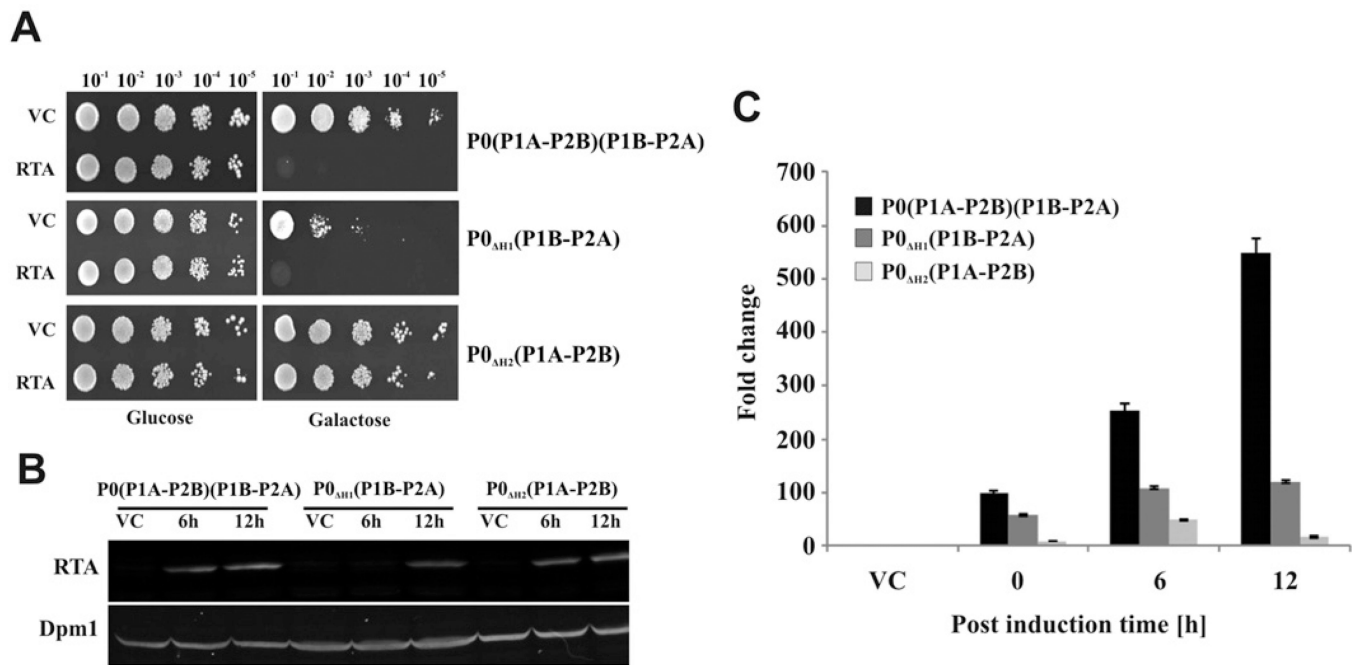 A
10⁻¹ 10⁻² 10⁻³ 10⁻⁴ 10⁻⁵ 10⁻¹ 10⁻² 10⁻³ 10⁻⁴ 10⁻⁵
VC
RTA
P0(P1A-P2B)(P1B-P2A)
VC
RTA
P0ΔH1(P1B-P2A)
VC
RTA
P0ΔH2(P1A-P2B)
Glucose Galactose
B
P0(P1A-P2B)(P1B-P2A) P0ΔH1(P1B-P2A) P0ΔH2(P1A-P2B)
VC 6h 12h VC 6h 12h VC 6h 12h
RTA
Dpm1
C
700
600
500
400
300
200
100
0
Fold change
P0(P1A-P2B)(P1B-P2A)
P0ΔH1(P1B-P2A)
P0ΔH2(P1A-P2B)
VC 0 6 12
Post induction time [h]